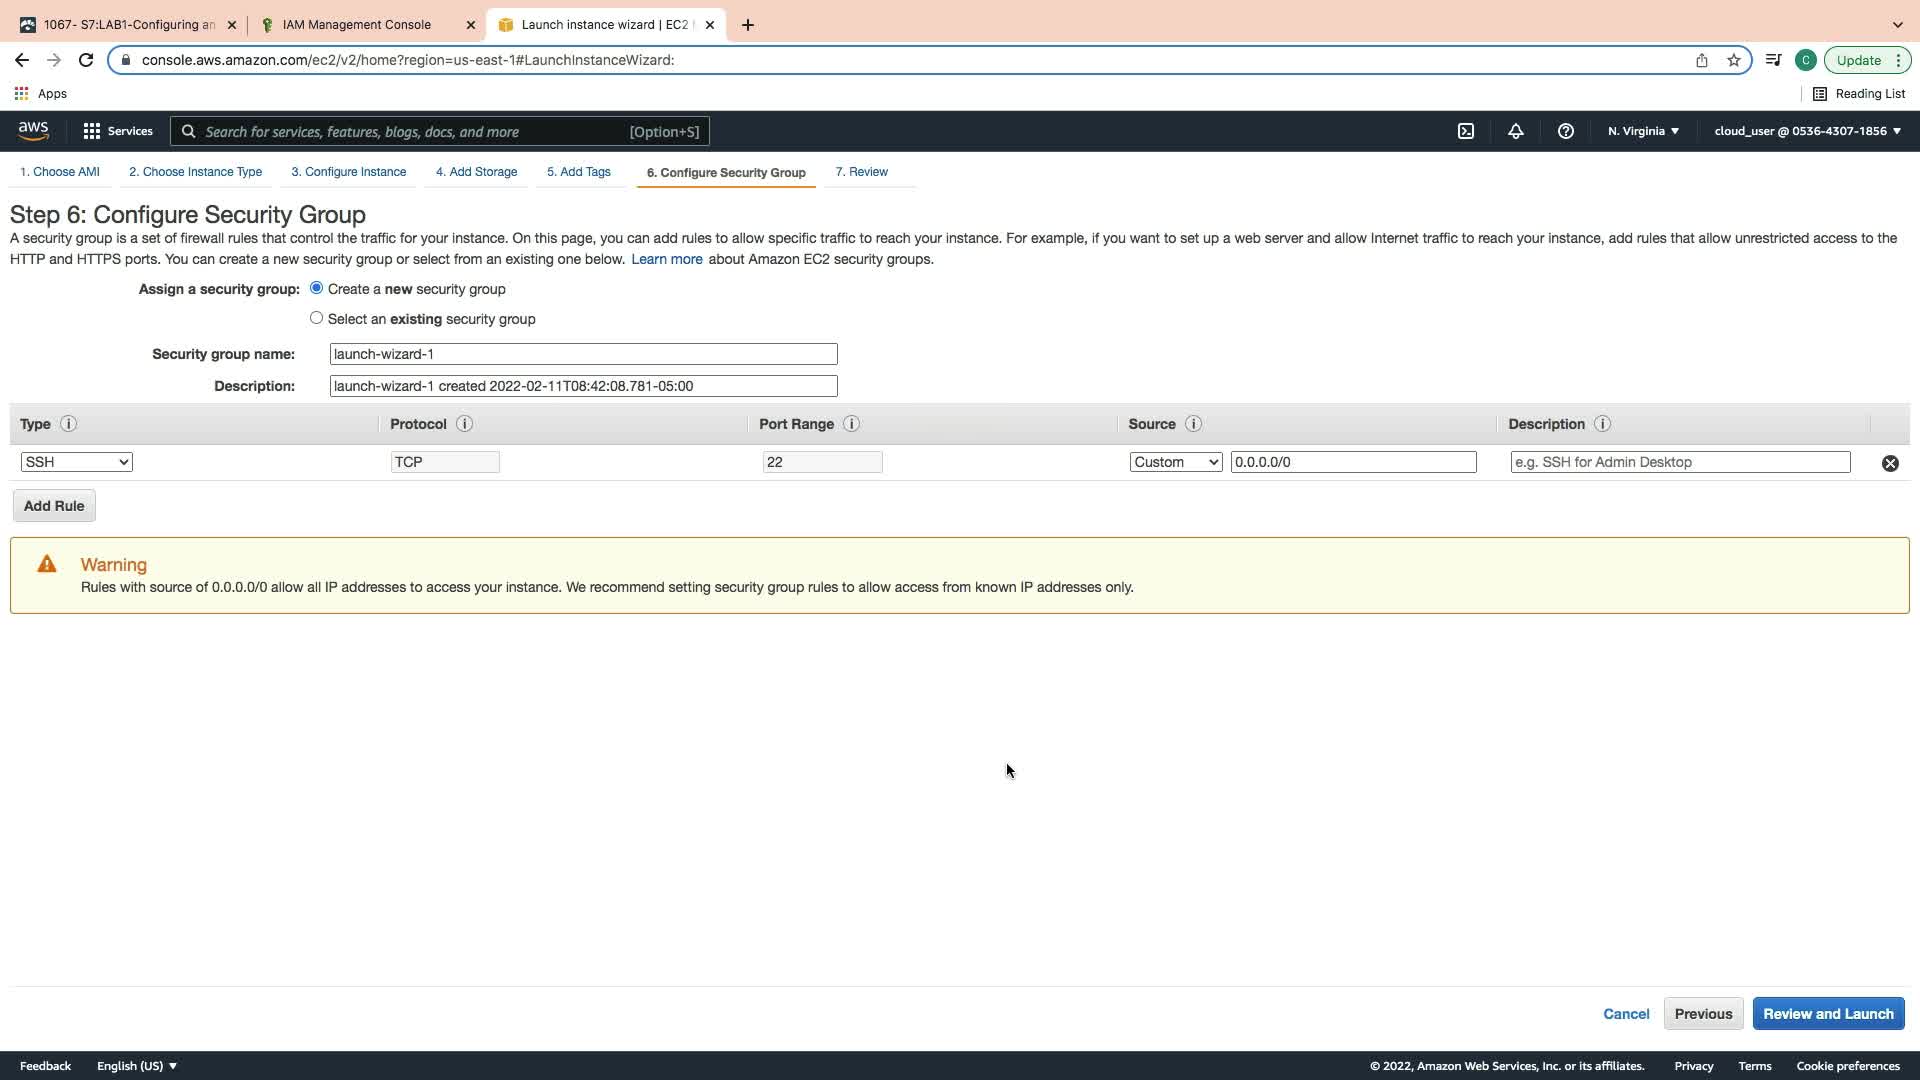 1067- S7:LAB1-Configuring an
IAM Management Console
Launch instance wizard | EC2
console.aws.amazon.com/ec2/v2/home?region=us-east-1#LaunchInstanceWizard:
C
Update
Apps
Reading List
aws
Services
Search for services, features, blogs, docs, and more
[Option+S]
N. Virginia
cloud_user @ 0536-4307-1856
1. Choose AMI
2. Choose Instance Type
3. Configure Instance
4. Add Storage
5. Add Tags
6. Configure Security Group
7. Review
Step 6: Configure Security Group
A security group is a set of firewall rules that control the traffic for your instance. On this page, you can add rules to allow specific traffic to reach your instance. For example, if you want to set up a web server and allow Internet traffic to reach your instance, add rules that allow unrestricted access to the
HTTP and HTTPS ports. You can create a new security group or select from an existing one below. Learn more about Amazon EC2 security groups.
Assign a security group:
Create a new security group
Select an existing security group
Security group name:
launch-wizard-1
Description:
launch-wizard-1 created 2022-02-11T08:42:08.781-05:00
Type
Protocol
Port Range
Source
Description
SSH
TCP
22
Custom
0.0.0.0/0
e.g. SSH for Admin Desktop
Add Rule
Warning
Rules with source of 0.0.0.0/0 allow all IP addresses to access your instance. We recommend setting security group rules to allow access from known IP addresses only.
Cancel
Previous
Review and Launch
Feedback
English (US)
© 2022, Amazon Web Services, Inc. or its affiliates.
Privacy
Terms
Cookie preferences